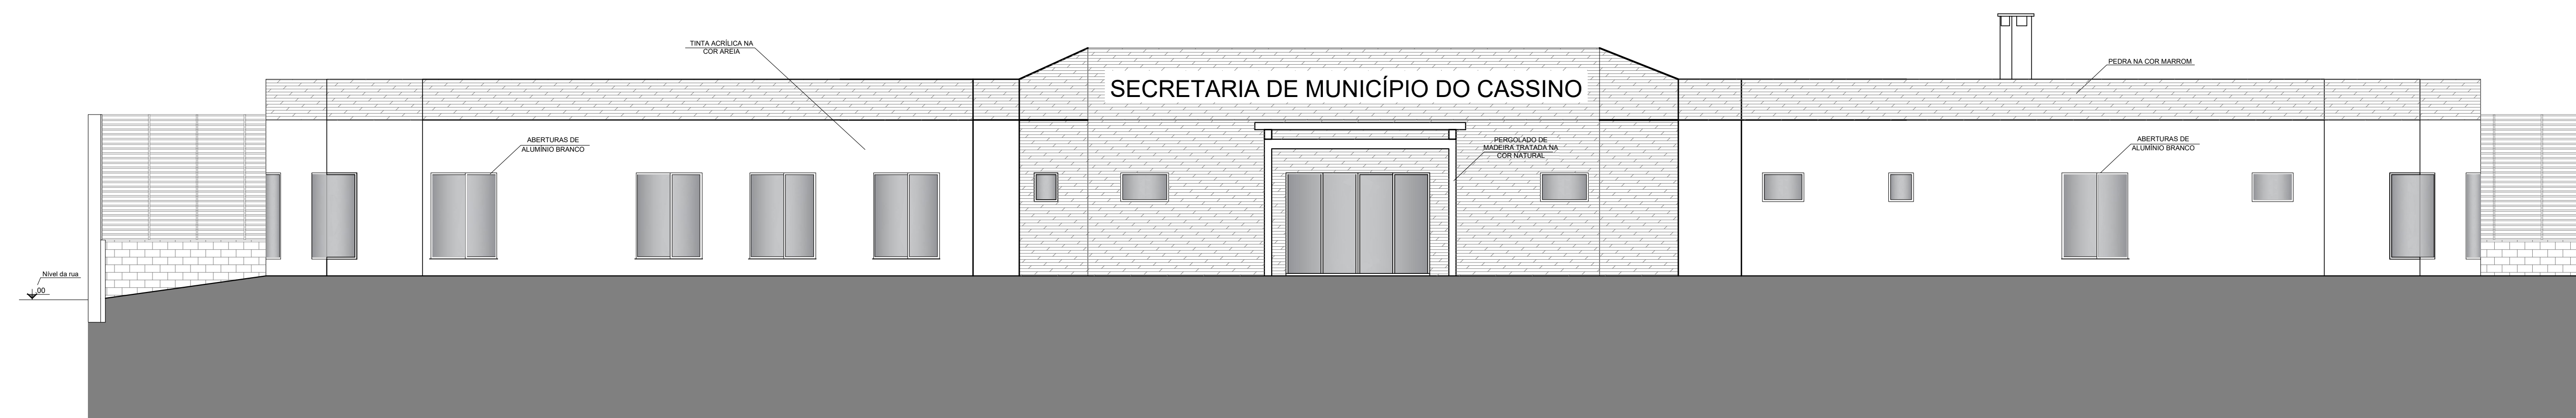 TINTA ACRÍLICA NA
COR AREIA
PEDRA NA COR MARROM
SECRETARIA DE MUNICÍPIO DO CASSINO
ABERTURAS DE
ALUMÍNIO BRANCO
PERGOLADO DE
MADEIRA TRATADA NA
COR NATURAL
ABERTURAS DE
ALUMÍNIO BRANCO
Nível da rua
,00